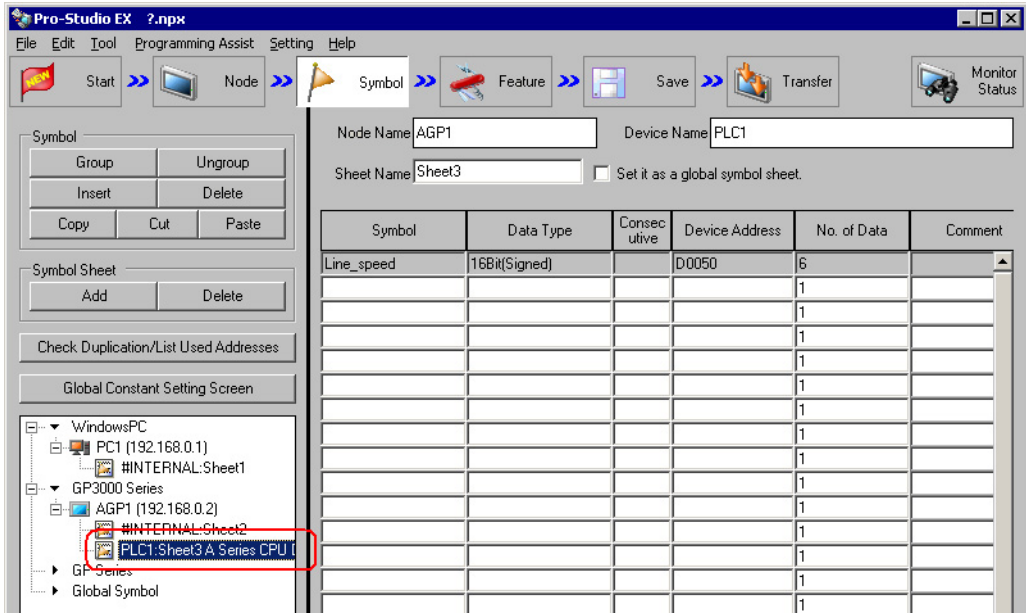 Pro-Studio EX ?.npx
File Edit Tool Programming Assist Setting Help
NEW Start Node Symbol Feature Save Transfer Monitor Status
Symbol
Group Ungroup
Insert Delete
Copy Cut Paste
Symbol Sheet
Add Delete
Check Duplication/List Used Addresses
Global Constant Setting Screen
WindowsPC
PC1 (192.168.0.1)
#INTERNAL:Sheet1
GP3000 Series
AGP1 (192.168.0.2)
#INTERNAL:Sheet2
PLC1:Sheet3 A Series CPU
GP Series
Global Symbol
Node Name AGP1 Device Name PLC1
Sheet Name Sheet3 Set it as a global symbol sheet.
Symbol Data Type Consecutive Device Address No. of Data Comment
Line_speed 16Bit(Signed) D0050 6
1
1
1
1
1
1
1
1
1
1
1
1
1
1